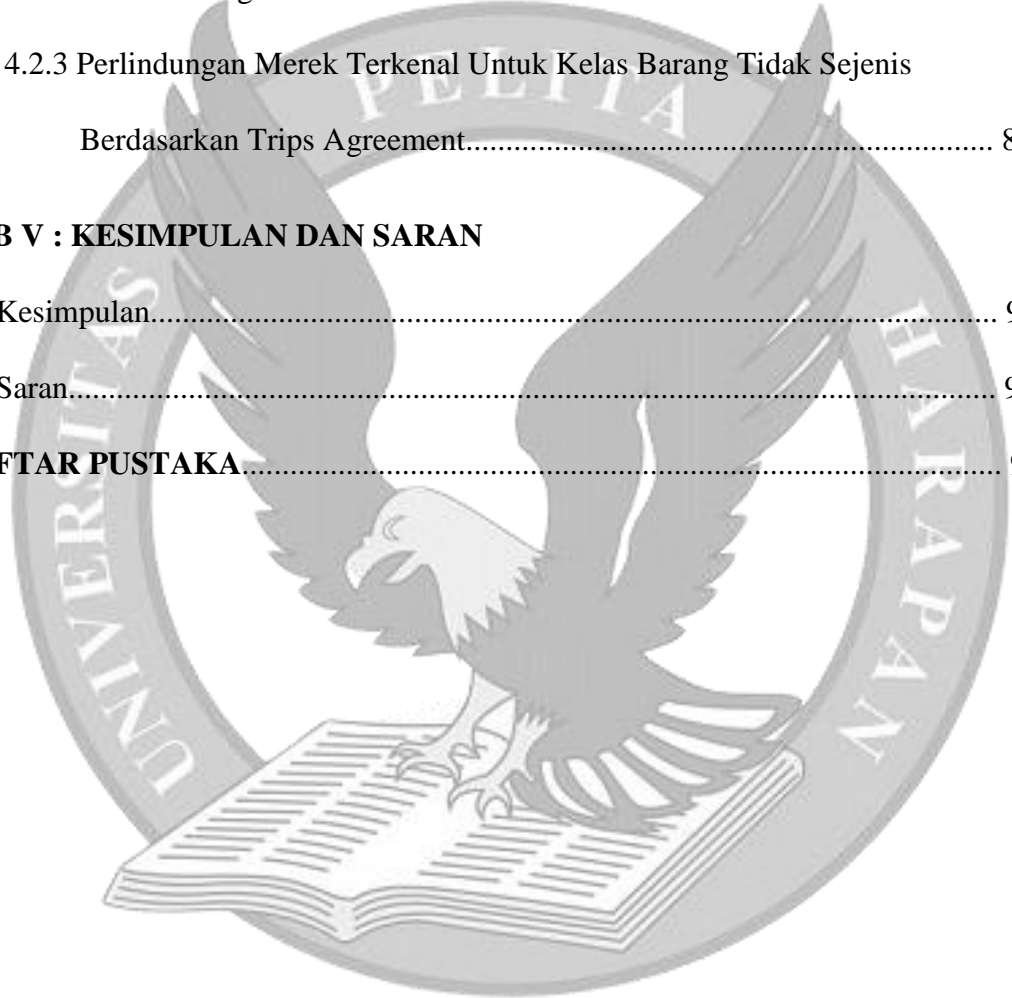 4.2.3 Perlindungan Merek Terkenal Untuk Kelas Barang Tidak Sejenis
Berdasarkan Trips Agreement........................................................................ 8
B V : KESIMPULAN DAN SARAN
Kesimpulan............................................................................................................ 9
Saran..................................................................................................................... 9
FTAR PUSTAKA.................................................................................................
UNIVERSITAS PELITA HARAPAN